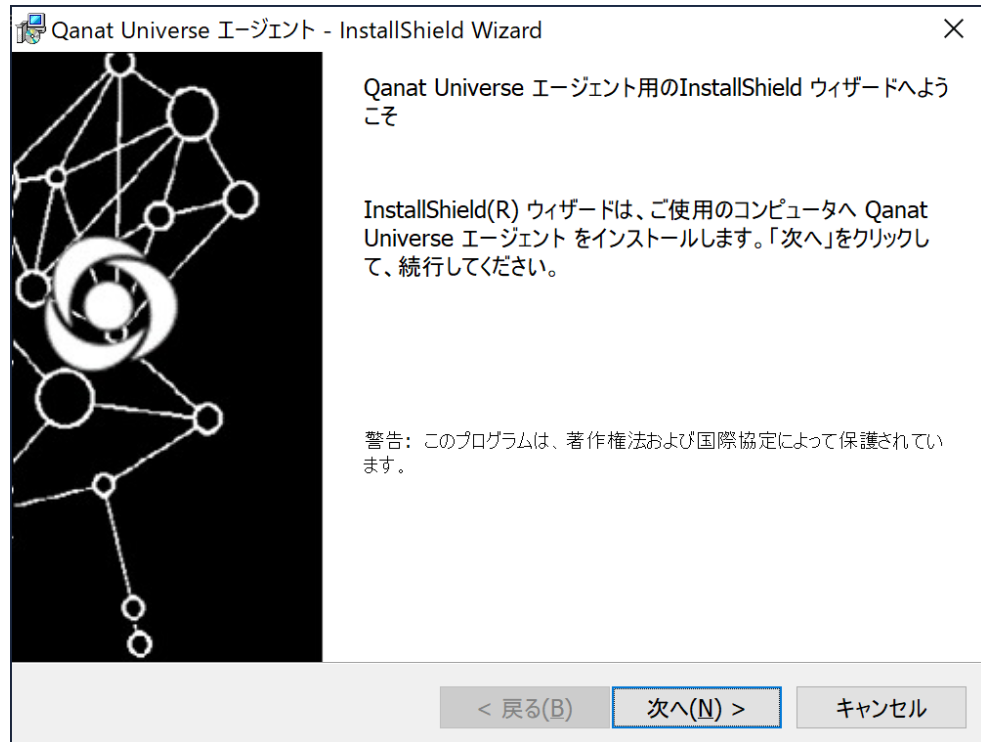 Qanat Universe エージェント - InstallShield Wizard
Qanat Universe エージェント用のInstallShield ウィザードへよう
こそ
InstallShield(R) ウィザードは、ご使用のコンピュータへ Qanat
Universe エージェント をインストールします。「次へ」をクリックし
て、続行してください。
警告: このプログラムは、著作権法および国際協定によって保護されてい
ます。
< 戻る(B)
次へ(N) >
キャンセル